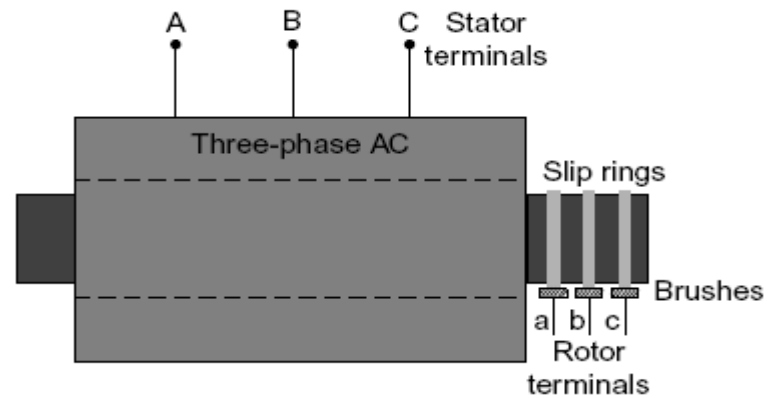 A B C Stator
terminals
Three-phase AC
Slip rings
Brushes
a b c
Rotor
terminals